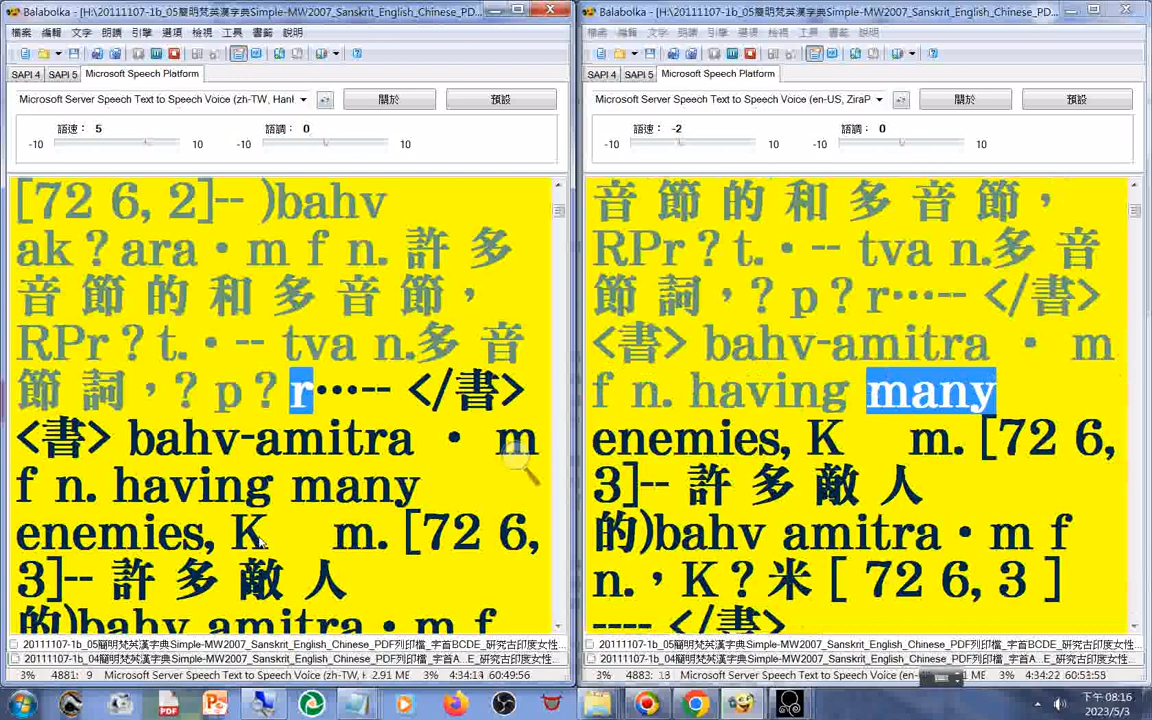 Balabolka - [H:\20111107-1b_05簡明梵英漢字典Simple-MW2007_Sanskrit_English_Chinese_PD...
檔案 編輯 文字 朗讀 引擎 選項 檢視 工具 書籤 說明
SAPI 4 SAPI 5 Microsoft Speech Platform
Microsoft Server Speech Text to Speech Voice (zh-TW, HanI
關於 預設
語速： 5 語調： 0
-10 10 -10 10
[72 6, 2]-- )bahv
ak？ara・m f n. 許 多
音 節 的 和 多 音 節，
RPr？t.・-- tva n.多 音
節 詞，？p？r…-- </書>
<書> bahv-amitra ・ m
f n. having many
enemies, K m. [72 6,
3]-- 許 多 敵 人
的)bahv amitra・m f
20111107-1b_05簡明梵英漢字典Simple-MW2007_Sanskrit_English_Chinese_PDF列印檔_字首BCDE_研究古印度女性...
20111107-1b_04簡明梵英漢字典Simple-MW2007_Sanskrit_English_Chinese_PDF列印檔_字首A...E_研究古印度女性...
3% 4881: 9 Microsoft Server Speech Text to Speech Voice (zh-TW, H 2.91 ME 3% 4:34:14 60:49:56
Balabolka - [H:\20111107-1b_05簡明梵英漢字典Simple-MW2007_Sanskrit_English_Chinese_PD...
檔案 編輯 文字 朗讀 引擎 選項 檢視 工具 書籤 說明
SAPI 4 SAPI 5 Microsoft Speech Platform
Microsoft Server Speech Text to Speech Voice (en-US, ZiraP
關於 預設
語速： -2 語調： 0
-10 10 -10 10
音 節 的 和 多 音 節，
RPr？t.・-- tva n.多 音
節 詞，？p？r…-- </書>
<書> bahv-amitra ・ m
f n. having many
enemies, K m. [72 6,
3]-- 許 多 敵 人
的)bahv amitra・m f
n.，K？米 [ 72 6, 3 ]
---- </書>
20111107-1b_05簡明梵英漢字典Simple-MW2007_Sanskrit_English_Chinese_PDF列印檔_字首BCDE_研究古印度女性...
20111107-1b_04簡明梵英漢字典Simple-MW2007_Sanskrit_English_Chinese_PDF列印檔_字首A...E_研究古印度女性...
3% 4883: 13 Microsoft Server Speech Text to Speech Voice 3% 4:34:22
下午 08:16
2023/5/3